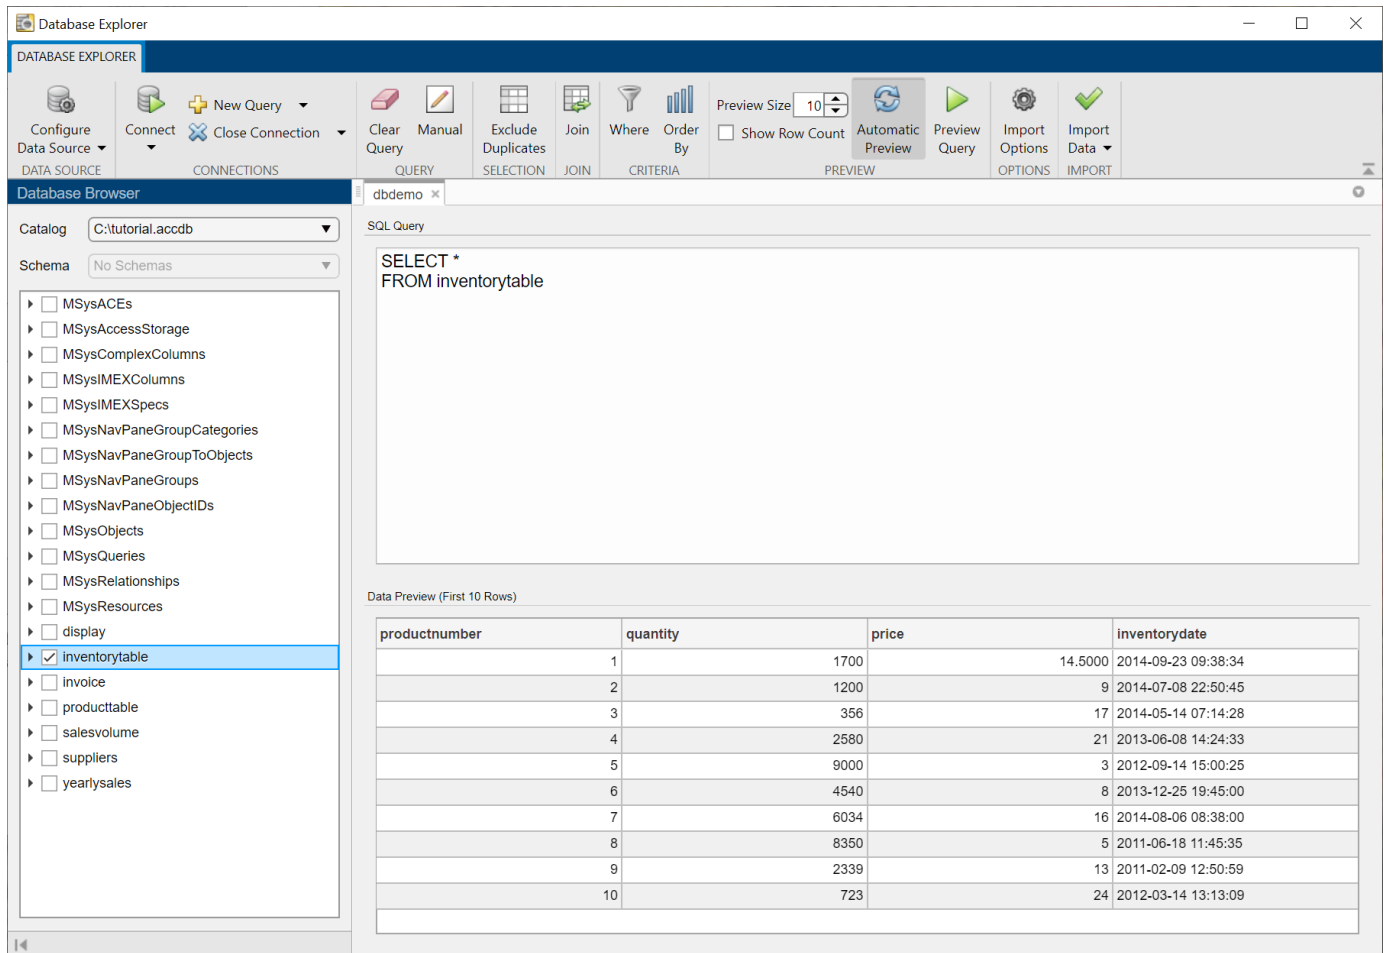 Database Explorer
DATABASE EXPLORER
Configure Data Source
Connect
New Query
Close Connection
Clear Query
Manual
Exclude Duplicates
Join
Where
Order By
Preview Size 10
Show Row Count
Automatic Preview
Preview Query
Import Options
Import Data
DATA SOURCE CONNECTIONS QUERY SELECTION JOIN CRITERIA PREVIEW OPTIONS IMPORT
Database Browser
Catalog C:\tutorial.accdb
Schema No Schemas
MSysACEs
MSysAccessStorage
MSysComplexColumns
MSysIMEXColumns
MSysIMEXSpecs
MSysNavPaneGroupCategories
MSysNavPaneGroupToObjects
MSysNavPaneGroups
MSysNavPaneObjectIDs
MSysObjects
MSysQueries
MSysRelationships
MSysResources
display
inventorytable
invoice
producttable
salesvolume
suppliers
yearlysales
dbdemo
SQL Query
SELECT *
FROM inventorytable
Data Preview (First 10 Rows)
productnumber quantity price inventorydate
1 1700 14.5000 2014-09-23 09:38:34
2 1200 9 2014-07-08 22:50:45
3 356 17 2014-05-14 07:14:28
4 2580 21 2013-06-08 14:24:33
5 9000 3 2012-09-14 15:00:25
6 4540 8 2013-12-25 19:45:00
7 6034 16 2014-08-06 08:38:00
8 8350 5 2011-06-18 11:45:35
9 2339 13 2011-02-09 12:50:59
10 723 24 2012-03-14 13:13:09